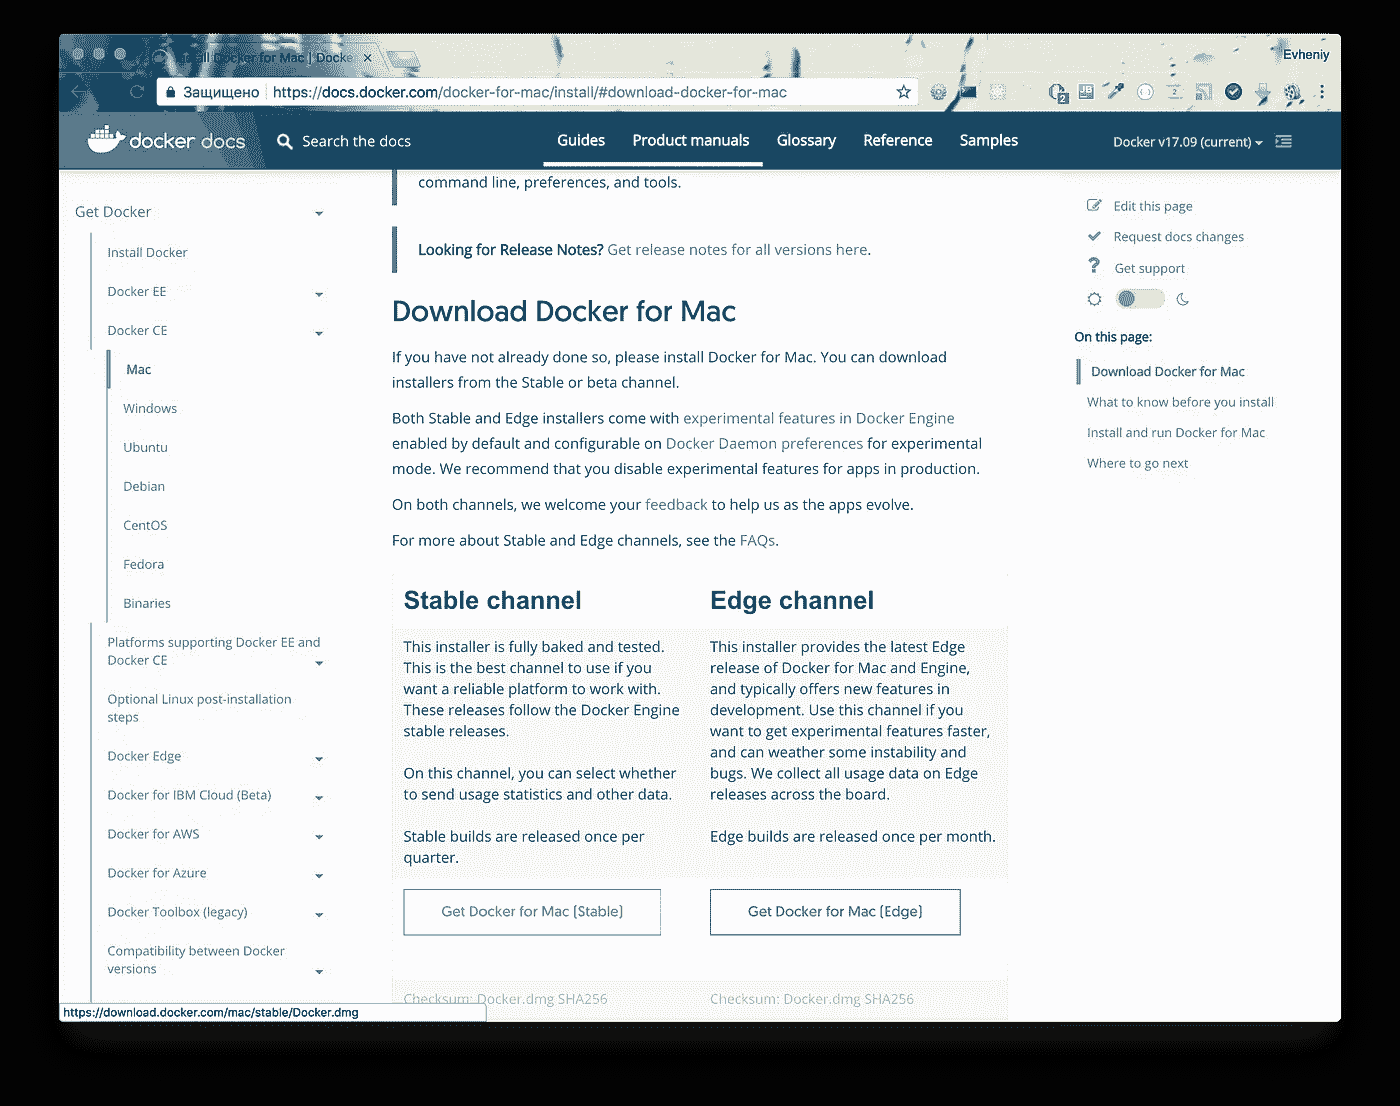 all Docker for Mac | Docke
Evheniy
Защищено https://docs.docker.com/docker-for-mac/install/#download-docker-for-mac
2
JB
docker docs
Search the docs
Guides
Product manuals
Glossary
Reference
Samples
Docker v17.09 (current)
Get Docker
Install Docker
Docker EE
Docker CE
Mac
Windows
Ubuntu
Debian
CentOS
Fedora
Binaries
Platforms supporting Docker EE and
Docker CE
Optional Linux post-installation
steps
Docker Edge
Docker for IBM Cloud (Beta)
Docker for AWS
Docker for Azure
Docker Toolbox (legacy)
Compatibility between Docker
versions
command line, preferences, and tools.
Looking for Release Notes? Get release notes for all versions here.
Download Docker for Mac
If you have not already done so, please install Docker for Mac. You can download
installers from the Stable or beta channel.
Both Stable and Edge installers come with experimental features in Docker Engine
enabled by default and configurable on Docker Daemon preferences for experimental
mode. We recommend that you disable experimental features for apps in production.
On both channels, we welcome your feedback to help us as the apps evolve.
For more about Stable and Edge channels, see the FAQs.
Stable channel
This installer is fully baked and tested.
This is the best channel to use if you
want a reliable platform to work with.
These releases follow the Docker Engine
stable releases.
On this channel, you can select whether
to send usage statistics and other data.
Stable builds are released once per
quarter.
Get Docker for Mac (Stable)
Checksum: Docker.dmg SHA256
Edge channel
This installer provides the latest Edge
release of Docker for Mac and Engine,
and typically offers new features in
development. Use this channel if you
want to get experimental features faster,
and can weather some instability and
bugs. We collect all usage data on Edge
releases across the board.
Edge builds are released once per month.
Get Docker for Mac (Edge)
Checksum: Docker.dmg SHA256
Edit this page
Request docs changes
Get support
On this page:
Download Docker for Mac
What to know before you install
Install and run Docker for Mac
Where to go next
https://download.docker.com/mac/stable/Docker.dmg